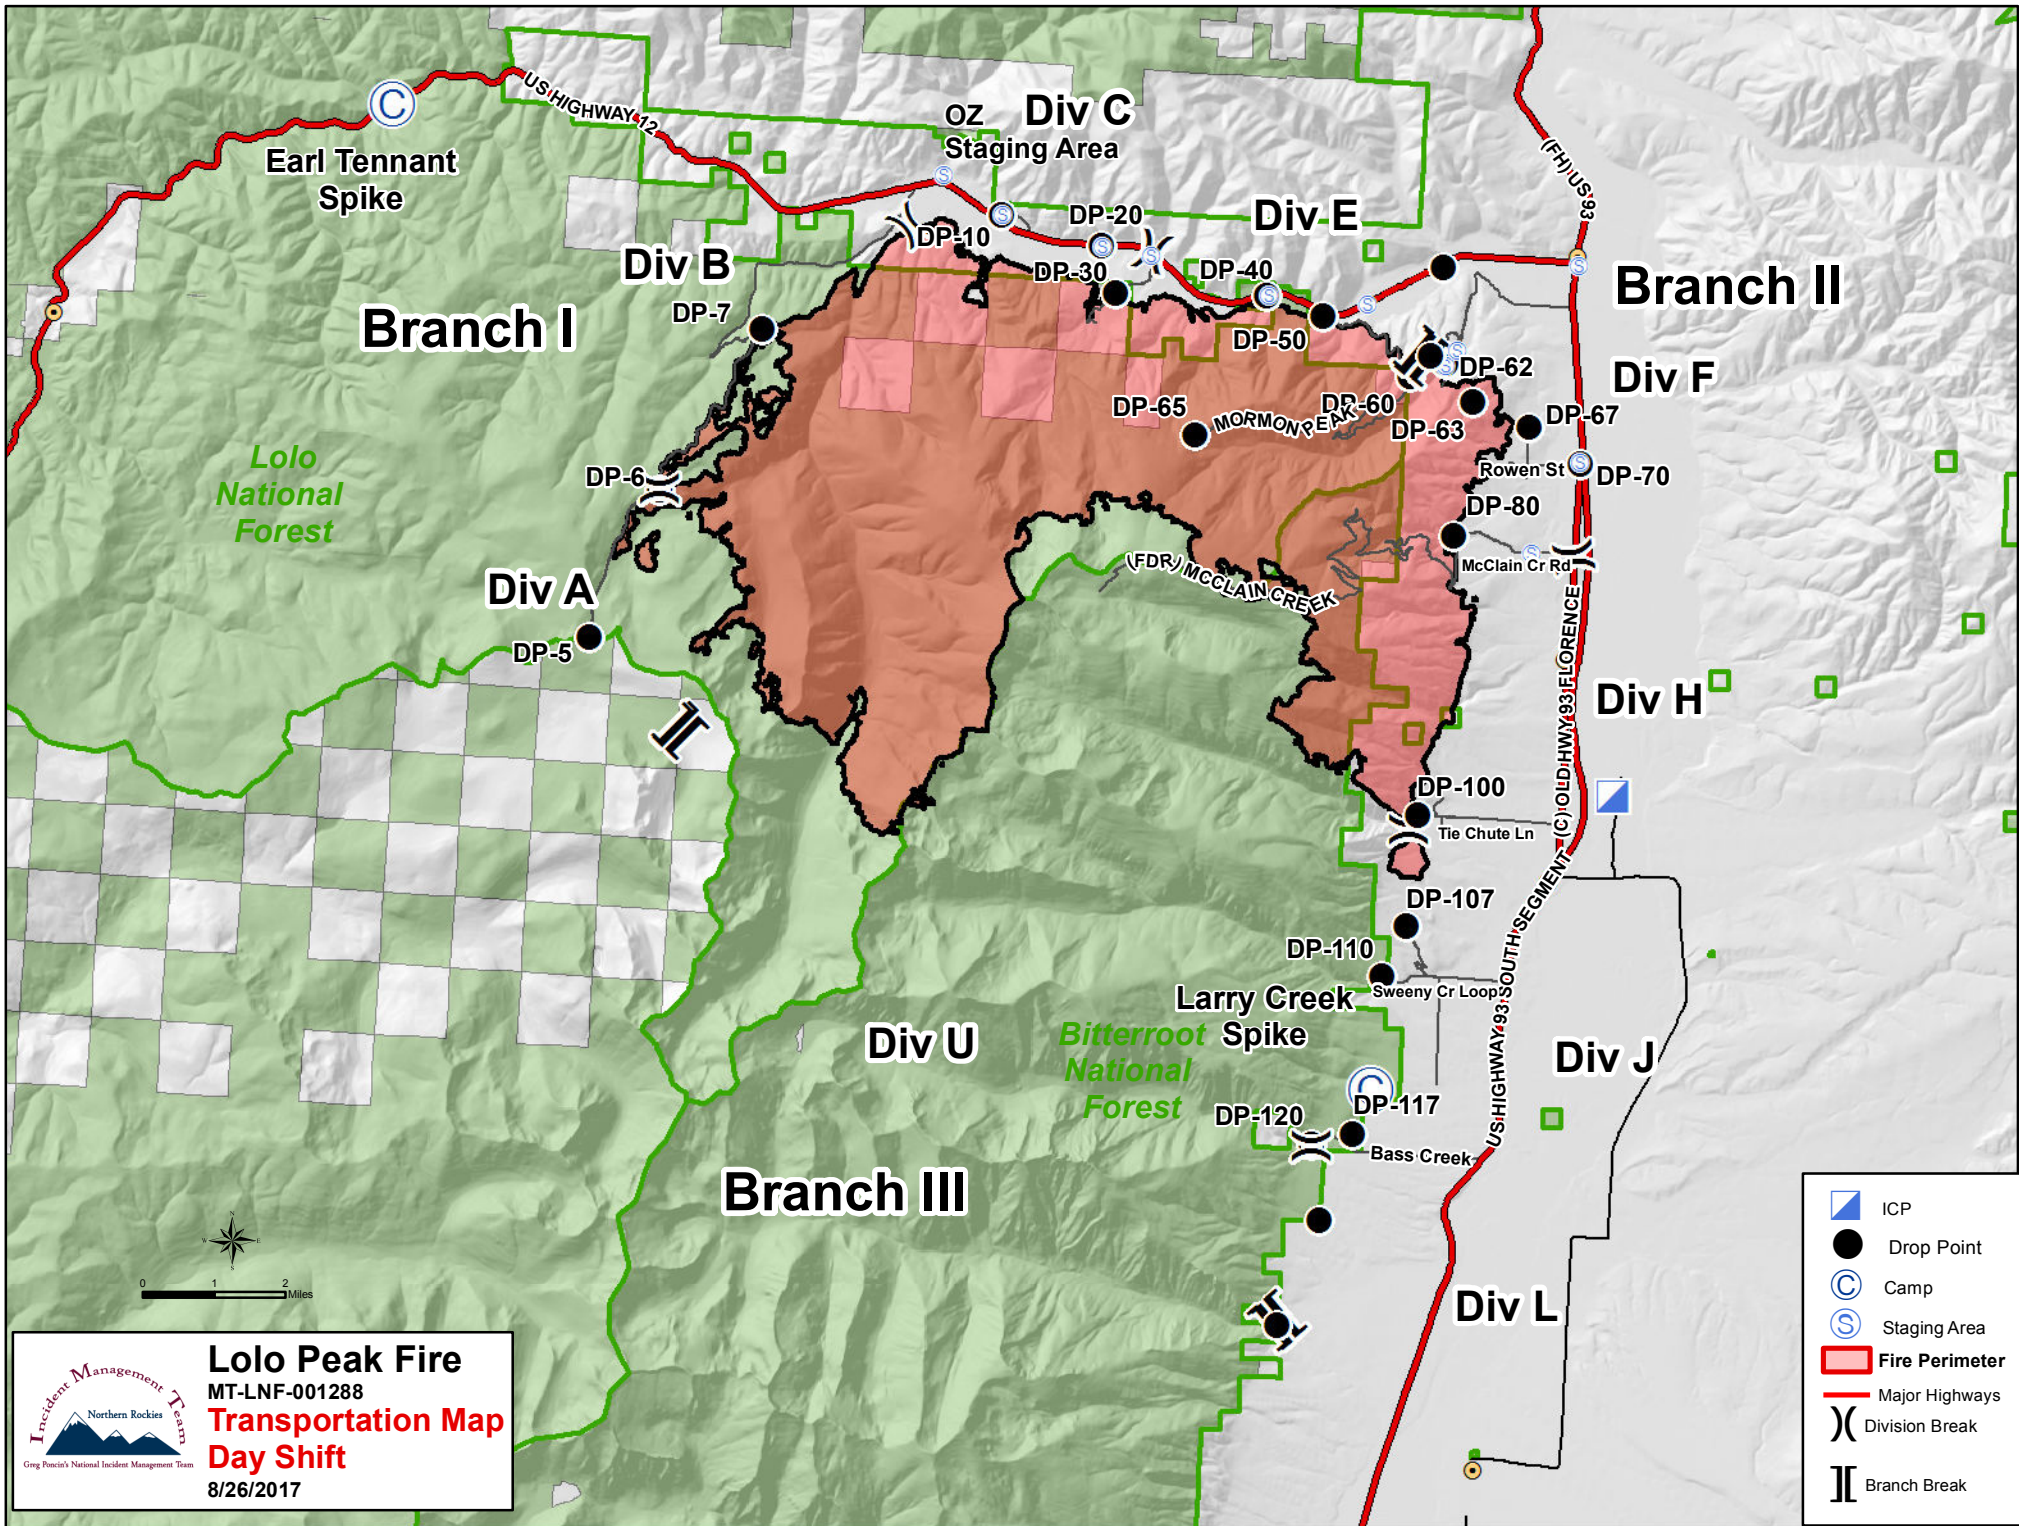 US HIGHWAY 12
Earl Tennant
Spike
OZ
Staging Area
Div C
(FH) US 93
DP-20
Div E
DP-10
Div B
DP-30
DP-40
Branch II
Branch I
DP-7
DP-50
DP-62
Div F
DP-65
MORMON PEAK
DP-60
DP-63
DP-67
Lolo
National
Forest
DP-6
Rowen St
DP-70
DP-80
McClain Cr Rd
(FDR) MCCLAIN CREEK
Div A
DP-5
(C) OLD HWY 93 FLORENCE
Div H
DP-100
Tie Chute Ln
US HIGHWAY 93 SOUTH SEGMENT
DP-107
DP-110
Sweeny Cr Loop
Larry Creek
Spike
Div U
Bitterroot
National
Forest
Div J
DP-117
DP-120
Bass Creek
Branch III
Div L
N
W
E
S
0 1 2
Miles
ICP
Drop Point
C Camp
S Staging Area
Fire Perimeter
Major Highways
Division Break
Branch Break
Incident Management Team
Northern Rockies
Greg Poncin's National Incident Management Team
Lolo Peak Fire
MT-LNF-001288
Transportation Map
Day Shift
8/26/2017